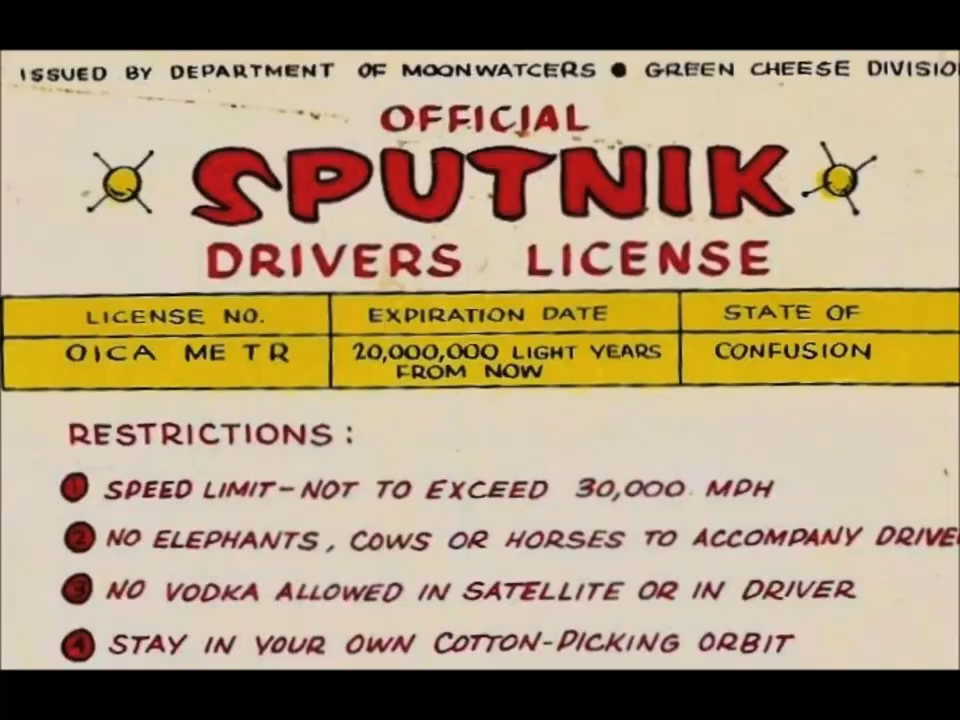 ISSUED BY DEPARTMENT OF MOONWATCERS ● GREEN CHEESE DIVISIO
OFFICIAL
SPUTNIK
DRIVERS LICENSE
LICENSE NO. EXPIRATION DATE STATE OF
OICA METR 20,000,000 LIGHT YEARS FROM NOW CONFUSION
RESTRICTIONS:
1 SPEED LIMIT-NOT TO EXCEED 30,000 MPH
2 NO ELEPHANTS, COWS OR HORSES TO ACCOMPANY DRIVE
3 NO VODKA ALLOWED IN SATELLITE OR IN DRIVER
4 STAY IN YOUR OWN COTTON-PICKING ORBIT